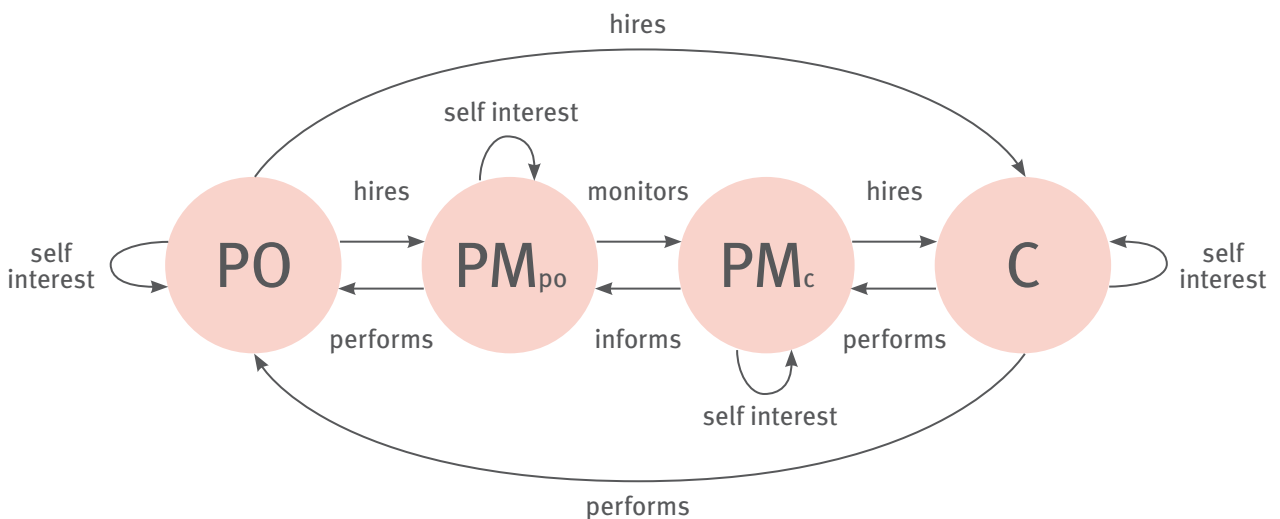 hires
self interest
hires
monitors
hires
self
interest
PO
PMpo
PMc
C
self
interest
performs
informs
performs
self interest
performs